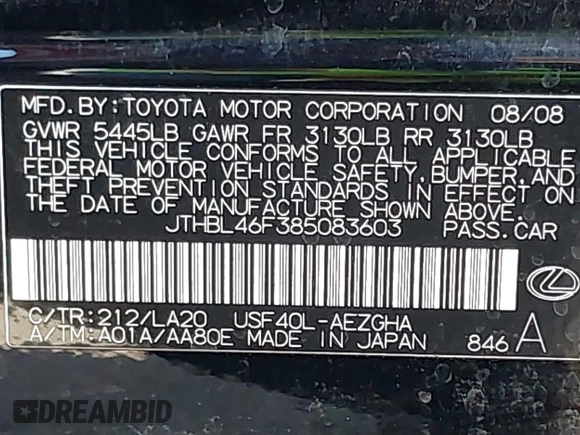 MFD.BY:TOYOTA MOTOR CORPORATION 08/08
GVWR 5445LB GAWR FR 3130LB RR 3130LB
THIS VEHICLE CONFORMS TO ALL APPLICABLE
FEDERAL MOTOR VEHICLE SAFETY,BUMPER,AND
THEFT PREVENTION STANDARDS IN EFFECT ON
THE DATE OF MANUFACTURE SHOWN ABOVE.
JTHBL46F385083603 PASS.CAR
C/TR:212/LA20 USF40L-AEZGHA
A/TM:A01A/AA80E MADE IN JAPAN 846 A
DREAMBID